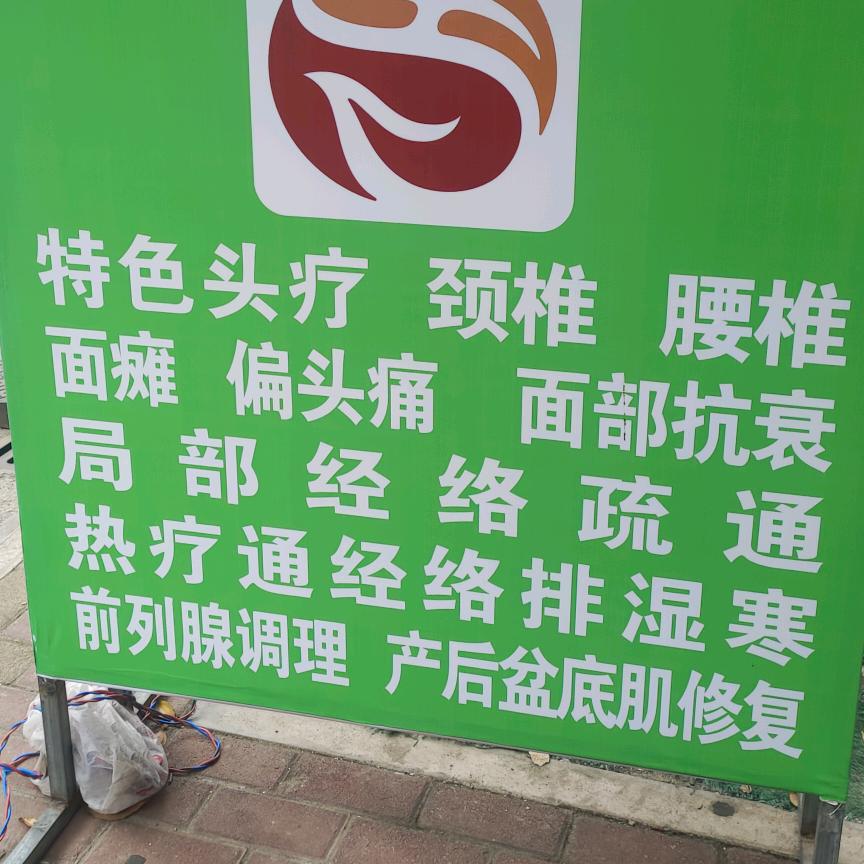 特色头疗 颈椎 腰椎
面瘫 偏头痛 面部抗衰
局部经络疏通
热疗通经络排湿寒
前列腺调理 产后盆底肌修复